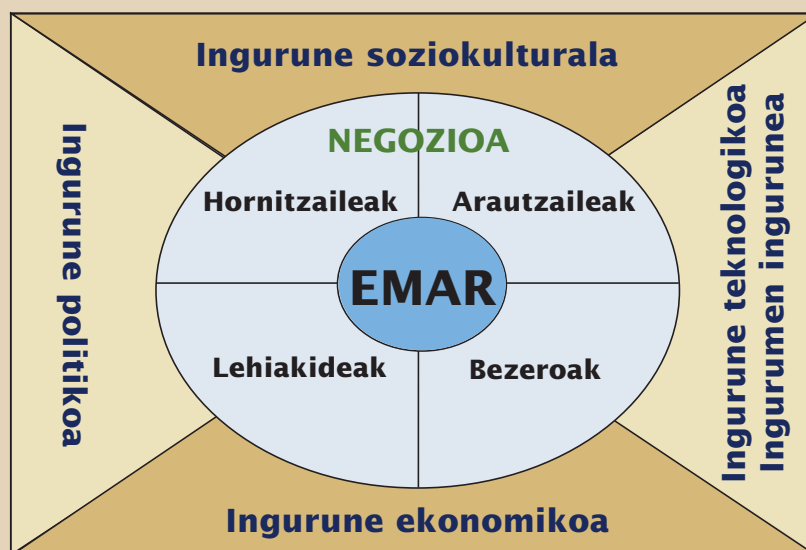 Ingurune soziokulturala
NEGOZIOA
Hornitzaileak
Arautzaileak
EMAR
Lehiakideak
Bezeroak
Ingurune politikoa
Ingurune teknologikoa
Ingurumen ingurunea
Ingurune ekonomikoa